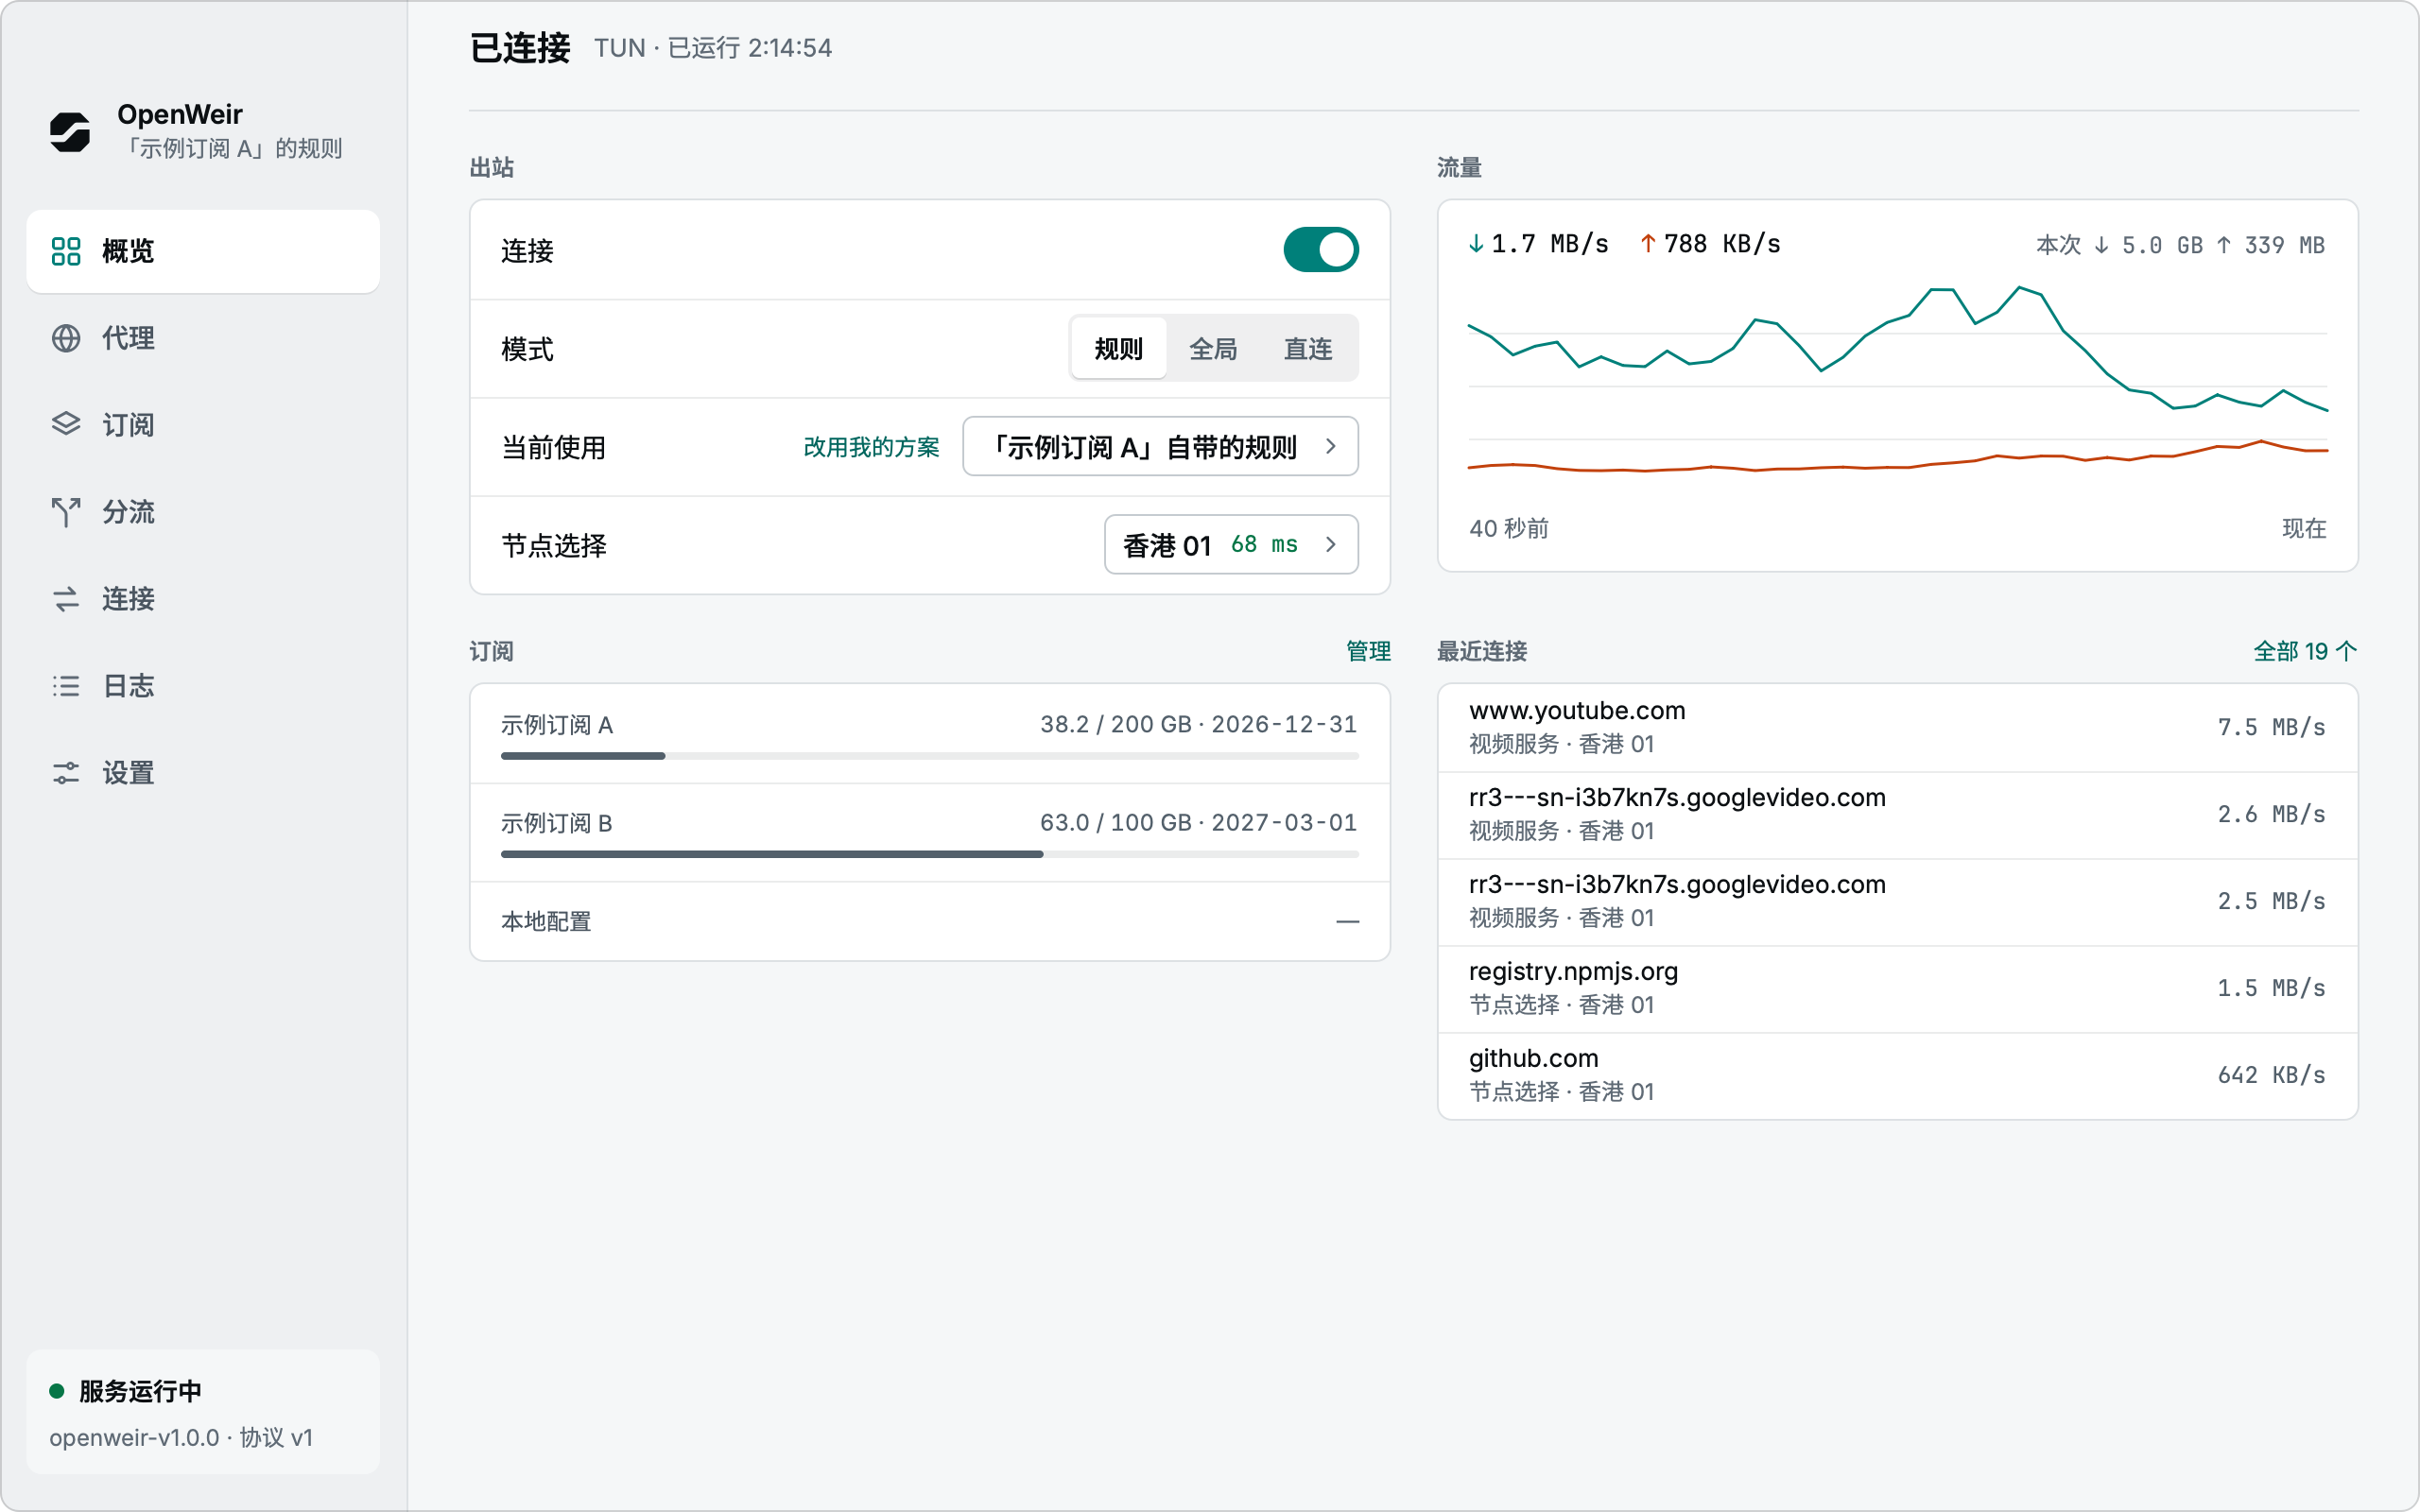 OpenWeir
「示例订阅 A」的规则
概览
代理
订阅
分流
连接
日志
设置
服务运行中
openweir-v1.0.0 · 协议 v1
已连接 TUN · 已运行 2:14:54
出站
连接
模式 规则 全局 直连
当前使用 改用我的方案 「示例订阅 A」自带的规则
节点选择 香港 01 68 ms
流量
↓ 1.7 MB/s ↑ 788 KB/s 本次 ↓ 5.0 GB ↑ 339 MB
40 秒前 现在
订阅 管理
示例订阅 A 38.2 / 200 GB · 2026-12-31
示例订阅 B 63.0 / 100 GB · 2027-03-01
本地配置 —
最近连接 全部 19 个
www.youtube.com 7.5 MB/s
视频服务 · 香港 01
rr3---sn-i3b7kn7s.googlevideo.com 2.6 MB/s
视频服务 · 香港 01
rr3---sn-i3b7kn7s.googlevideo.com 2.5 MB/s
视频服务 · 香港 01
registry.npmjs.org 1.5 MB/s
节点选择 · 香港 01
github.com 642 KB/s
节点选择 · 香港 01